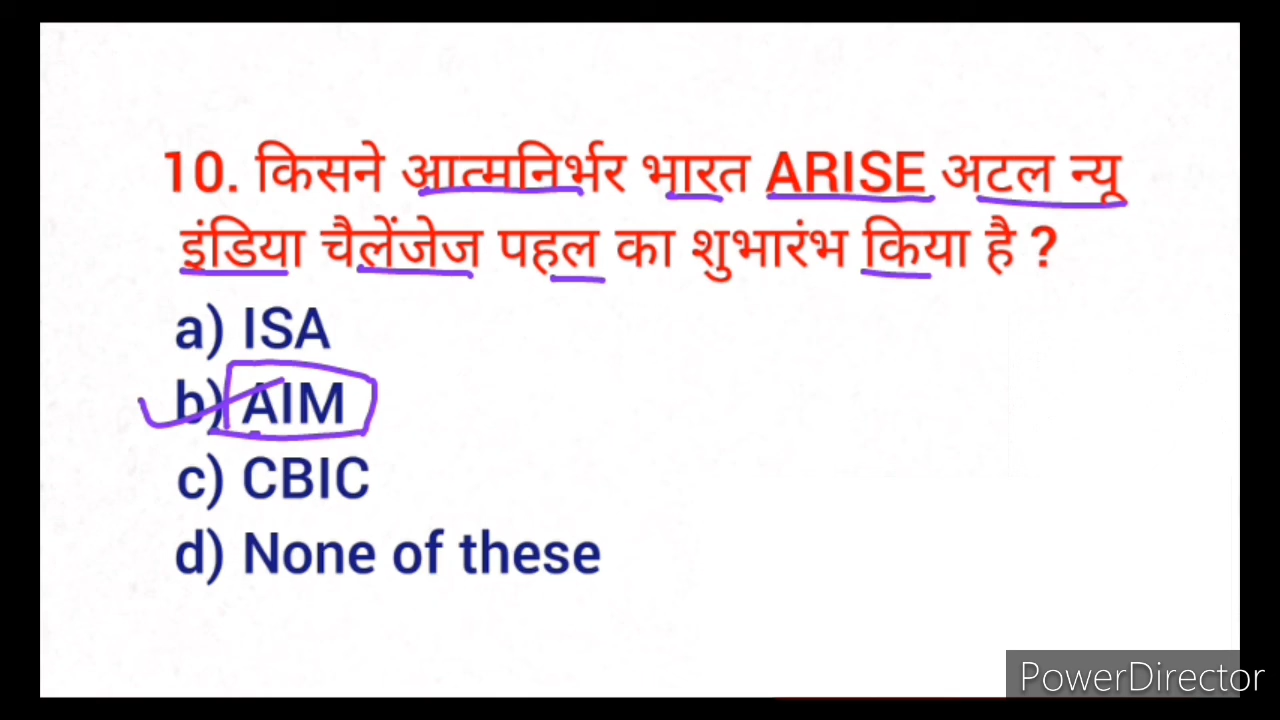 10. किसने आत्मनिर्भर भारत ARISE अटल न्यू
इंडिया चैलेंजेज पहल का शुभारंभ किया है ?
a) ISA
b) AIM
c) CBIC
d) None of these
PowerDirector